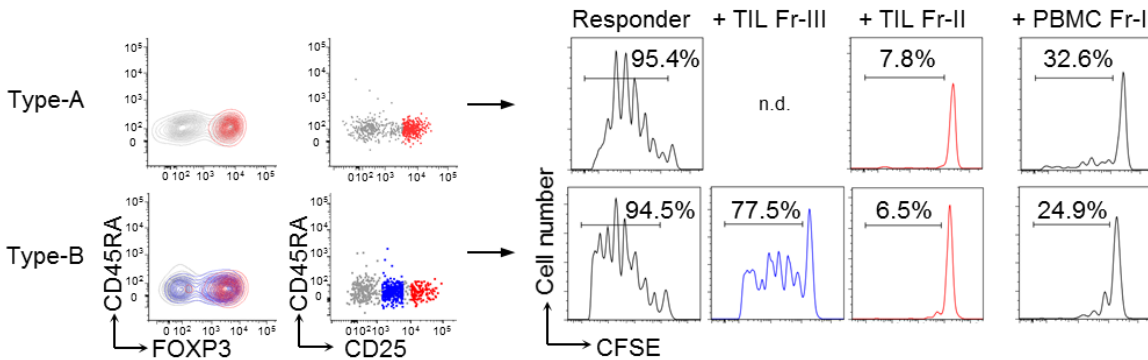 Responder + TIL Fr-III + TIL Fr-II + PBMC Fr-I
Type-A
10⁵
10⁴
10³
10²
0
0 10² 10³ 10⁴ 10⁵
10⁵
10⁴
10³
10²
0
0 10² 10³ 10⁴ 10⁵
95.4%
n.d.
7.8%
32.6%
Type-B
CD45RA
10⁵
10⁴
10³
10²
0
0 10² 10³ 10⁴ 10⁵
FOXP3
CD45RA
10⁵
10⁴
10³
10²
0
0 10² 10³ 10⁴ 10⁵
CD25
Cell number
94.5%
77.5%
6.5%
24.9%
CFSE